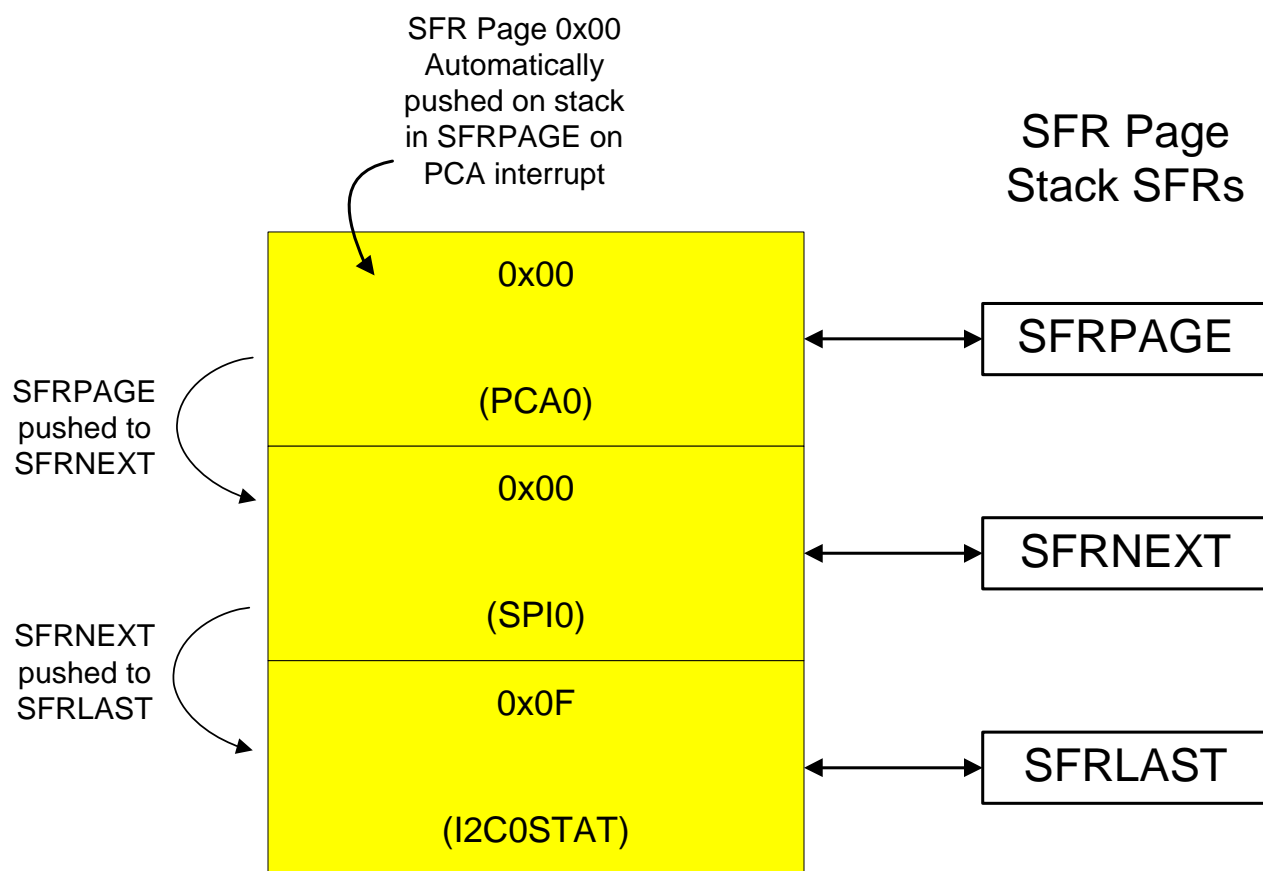 SFR Page 0x00
Automatically
pushed on stack
in SFRPAGE on
PCA interrupt
SFR Page
Stack SFRs
0x00
(PCA0)
SFRPAGE
SFRPAGE
pushed to
SFRNEXT
0x00
(SPI0)
SFRNEXT
SFRNEXT
pushed to
SFRLAST
0x0F
(I2C0STAT)
SFRLAST